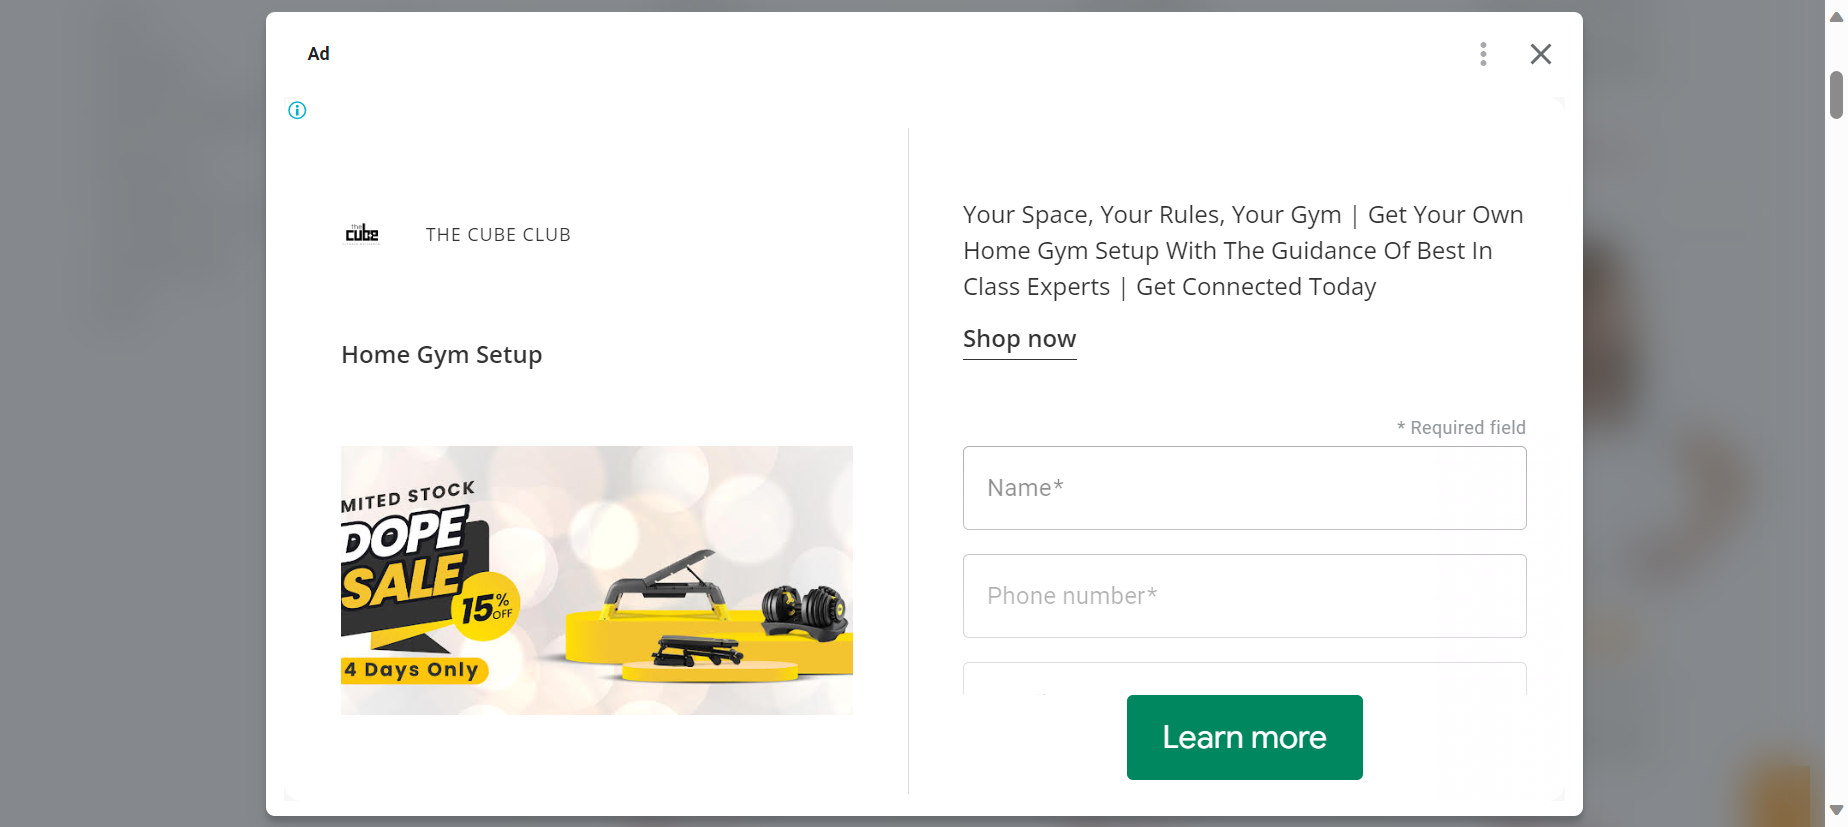 Ad
The
cube
THE CUBE CLUB
Home Gym Setup
MITED STOCK
DOPE
SALE
15% OFF
4 Days Only
Your Space, Your Rules, Your Gym | Get Your Own
Home Gym Setup With The Guidance Of Best In
Class Experts | Get Connected Today
Shop now
* Required field
Name*
Phone number*
Learn more